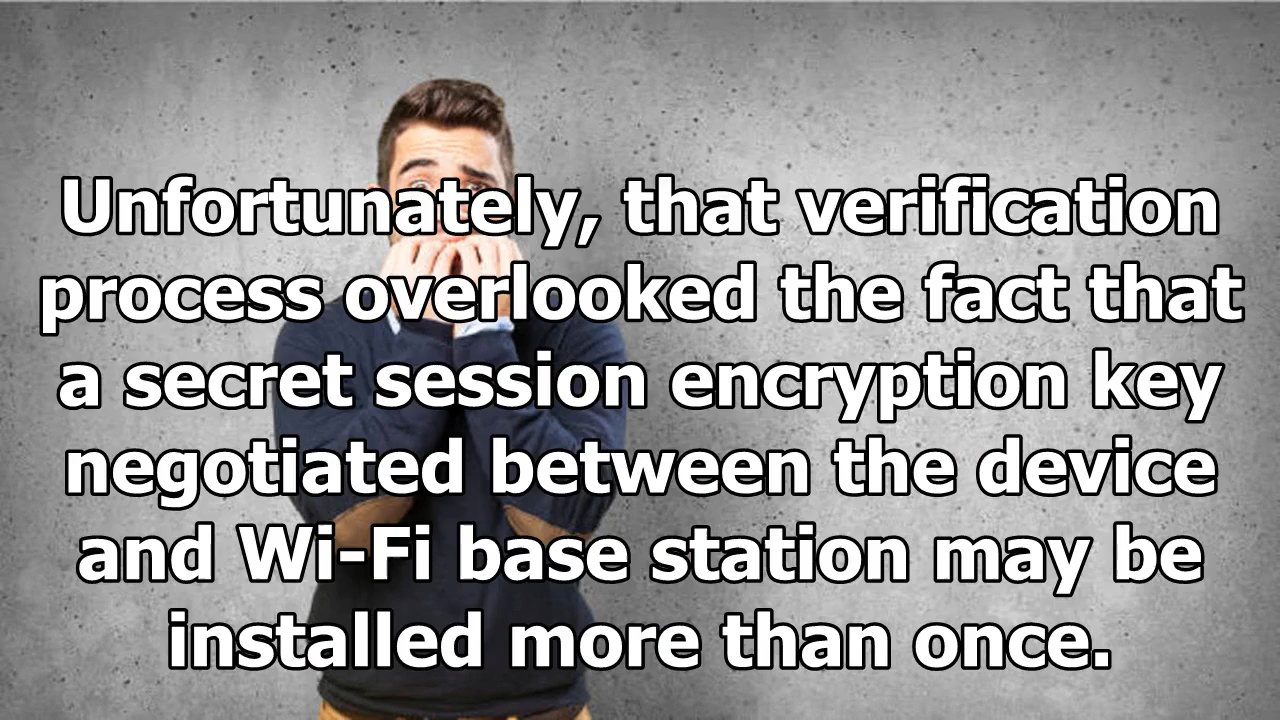 Unfortunately, that verification
process overlooked the fact that
a secret session encryption key
negotiated between the device
and Wi-Fi base station may be
installed more than once.